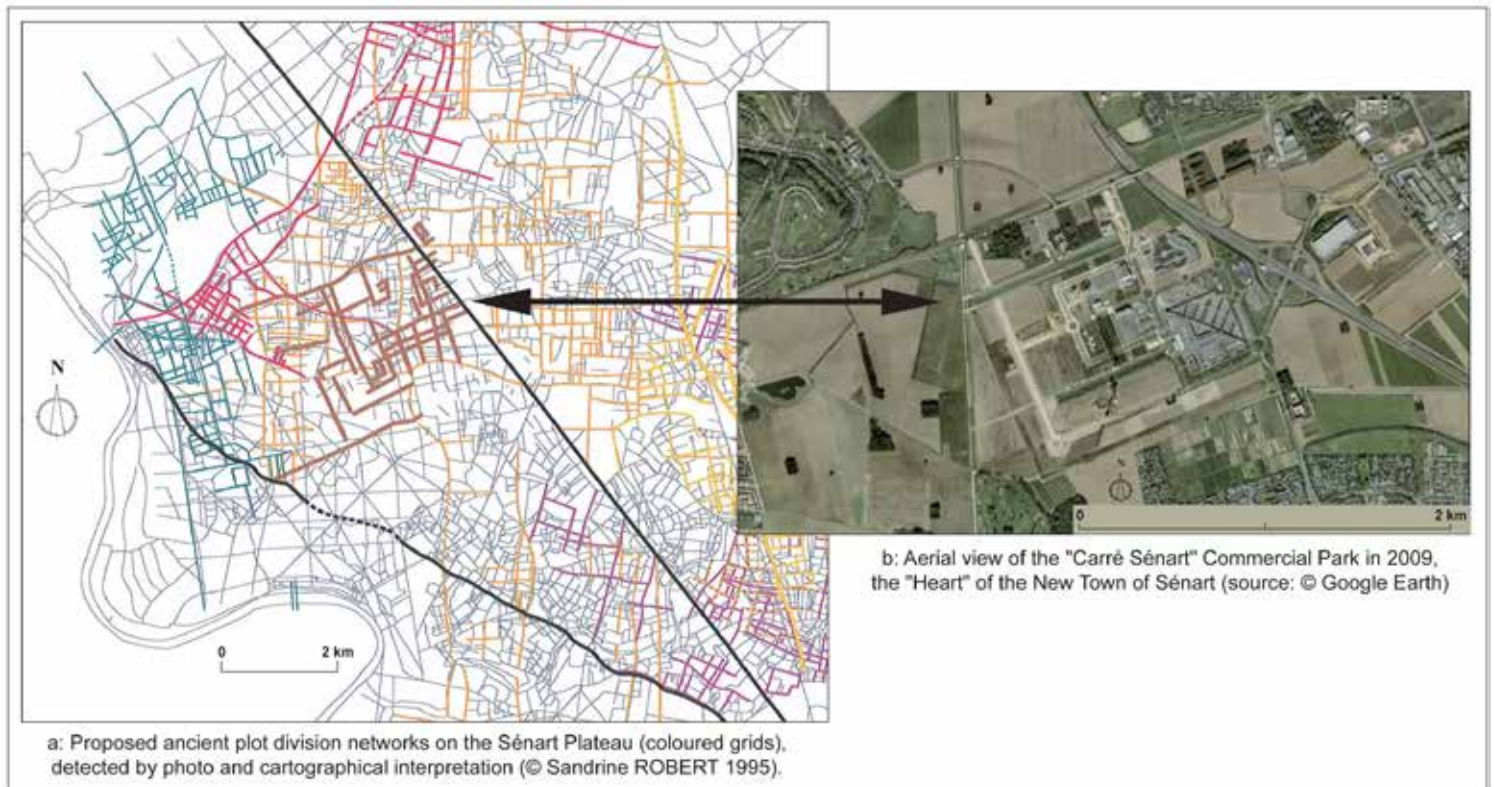 N
0 2 km
a: Proposed ancient plot division networks on the Sénart Plateau (coloured grids),
detected by photo and cartographical interpretation (© Sandrine ROBERT 1995).
N
0 2 km
b: Aerial view of the "Carré Sénart" Commercial Park in 2009,
the "Heart" of the New Town of Sénart (source: © Google Earth)